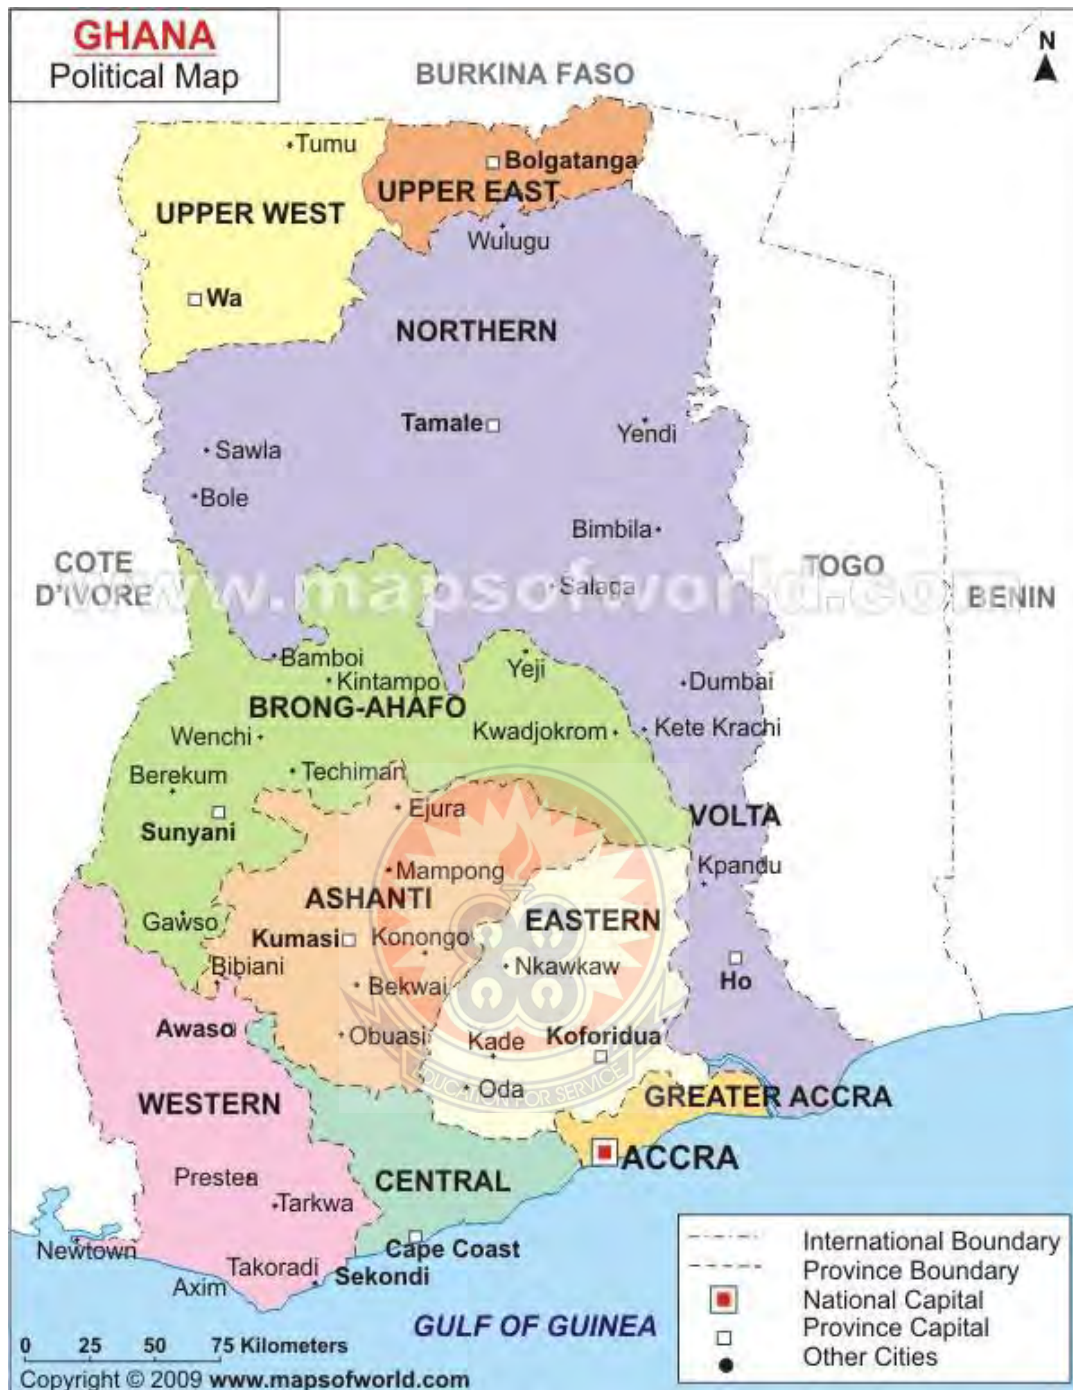 GHANA
Political Map
N
BURKINA FASO
Tumu
Bolgatanga
UPPER EAST
UPPER WEST
Wulugu
Wa
NORTHERN
Tamale
Yendi
Sawla
Bole
Bimbila
COTE
D'IVORE
TOGO
BENIN
www.mapsofworld.com
Salaga
Bamboi
Yeji
Kintampo
Dumbai
BRONG-AHAFO
Wenchi
Kwadjokrom
Kete Krachi
Berekum
Techiman
Ejura
Sunyani
VOLTA
Mampong
Kpandu
ASHANTI
EASTERN
Gawso
Kumasi
Konongo
Bibiani
Nkawkaw
Ho
Bekwai
Awaso
Obuasi
Kade
Koforidua
EDUCATION FOR SERVICE
Oda
WESTERN
GREATER ACCRA
ACCRA
Prestea
CENTRAL
Tarkwa
Newtown
Cape Coast
Takoradi
Sekondi
Axim
GULF OF GUINEA
International Boundary
Province Boundary
National Capital
Province Capital
Other Cities
0 25 50 75 Kilometers
Copyright © 2009 www.mapsofworld.com